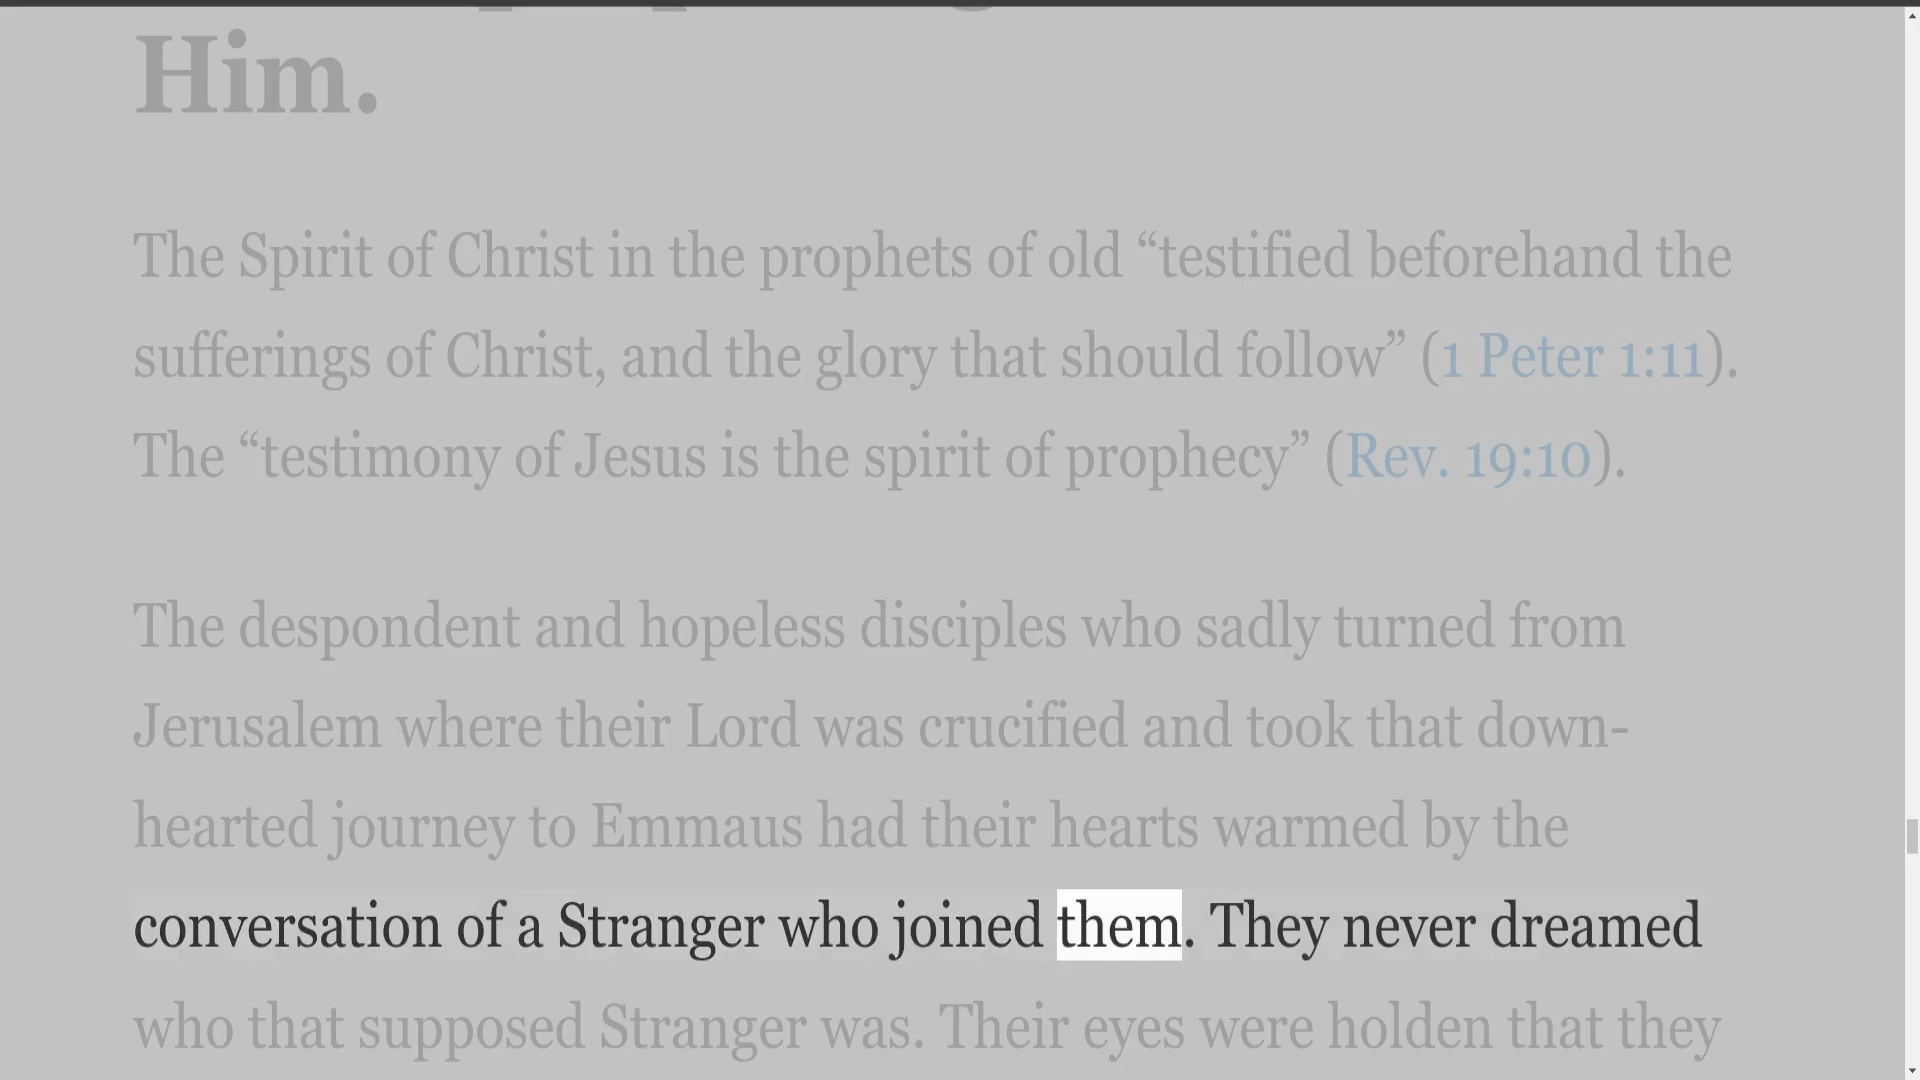 Him.
The Spirit of Christ in the prophets of old “testified beforehand the
sufferings of Christ, and the glory that should follow” (1 Peter 1:11).
The “testimony of Jesus is the spirit of prophecy” (Rev. 19:10).
The despondent and hopeless disciples who sadly turned from
Jerusalem where their Lord was crucified and took that down-
hearted journey to Emmaus had their hearts warmed by the
conversation of a Stranger who joined them. They never dreamed
who that supposed Stranger was. Their eyes were holden that they